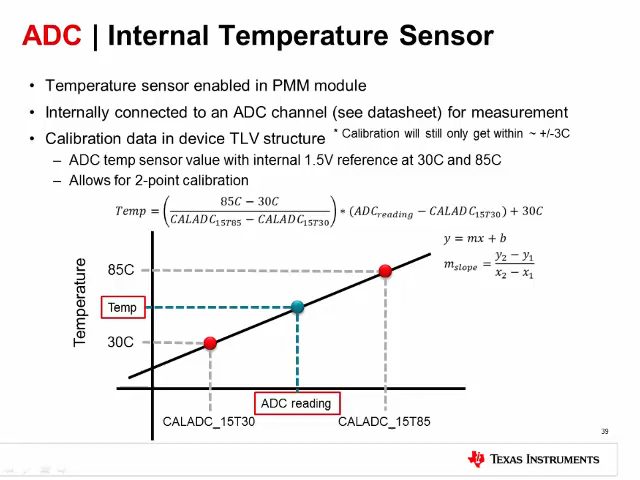 ADC | Internal Temperature Sensor
• Temperature sensor enabled in PMM module
• Internally connected to an ADC channel (see datasheet) for measurement
• Calibration data in device TLV structure * Calibration will still only get within ~ +/-3C
– ADC temp sensor value with internal 1.5V reference at 30C and 85C
– Allows for 2-point calibration
Temp = ( (85C − 30C) / (CALADC₁₅T₈₅ − CALADC₁₅T₃₀) ) * (ADC_reading − CALADC₁₅T₃₀) + 30C
y = mx + b
m_slope = (y₂ − y₁) / (x₂ − x₁)
Temperature
85C
Temp
30C
ADC reading
CALADC_15T30
CALADC_15T85
39
TEXAS INSTRUMENTS